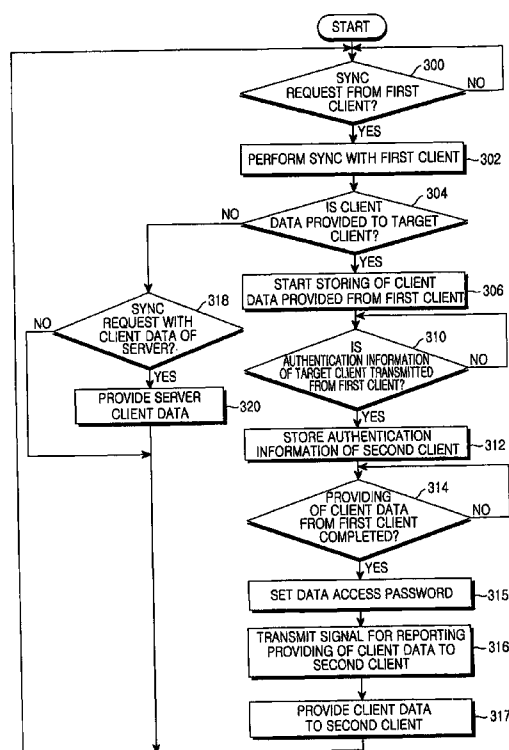 START
300
SYNC
REQUEST FROM FIRST
CLIENT?
NO
YES
PERFORM SYNC WITH FIRST CLIENT
302
304
IS CLIENT
DATA PROVIDED TO TARGET
CLIENT?
NO
YES
START STORING OF CLIENT
DATA PROVIDED FROM FIRST CLIENT
306
318
SYNC
REQUEST WITH
CLIENT DATA OF
SERVER?
NO
YES
PROVIDE SERVER
CLIENT DATA
320
310
IS
AUTHENTICATION INFORMATION
OF TARGET CLIENT TRANSMITTED
FROM FIRST CLIENT?
NO
YES
STORE AUTHENTICATION
INFORMATION OF SECOND CLIENT
312
314
PROVIDING
OF CLIENT DATA
FROM FIRST CLIENT
COMPLETED?
NO
YES
SET DATA ACCESS PASSWORD
315
TRANSMIT SIGNAL FOR REPORTING
PROVIDING OF CLIENT DATA TO
SECOND CLIENT
316
PROVIDE CLIENT DATA
TO SECOND CLIENT
317